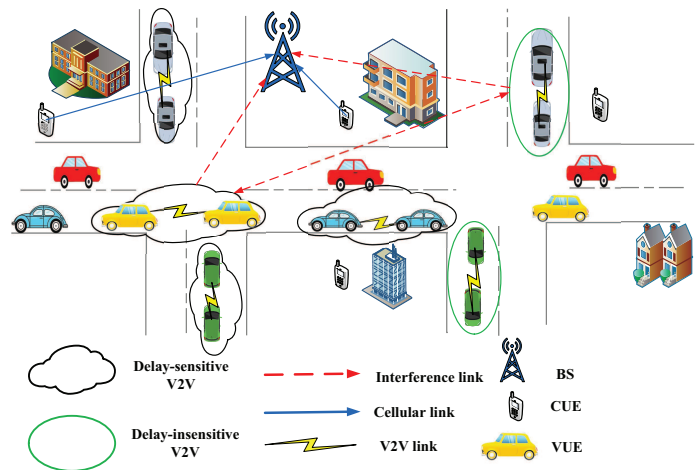 Delay-sensitive
V2V
Interference link
BS
Cellular link
CUE
Delay-insensitive
V2V
V2V link
VUE